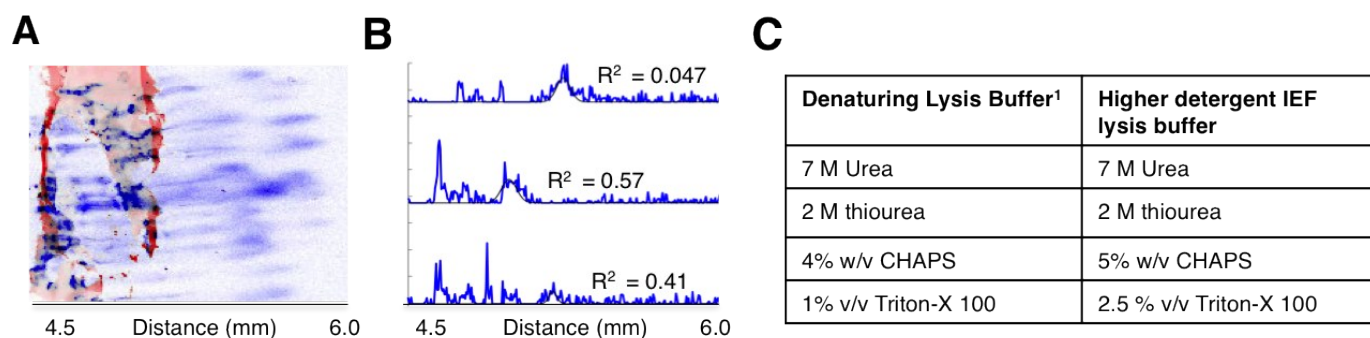 A
4.5 Distance (mm) 6.0
B
R² = 0.047
R² = 0.57
R² = 0.41
4.5 Distance (mm) 6.0
C
Denaturing Lysis Buffer¹ Higher detergent IEF
lysis buffer
7 M Urea 7 M Urea
2 M thiourea 2 M thiourea
4% w/v CHAPS 5% w/v CHAPS
1% v/v Triton-X 100 2.5 % v/v Triton-X 100